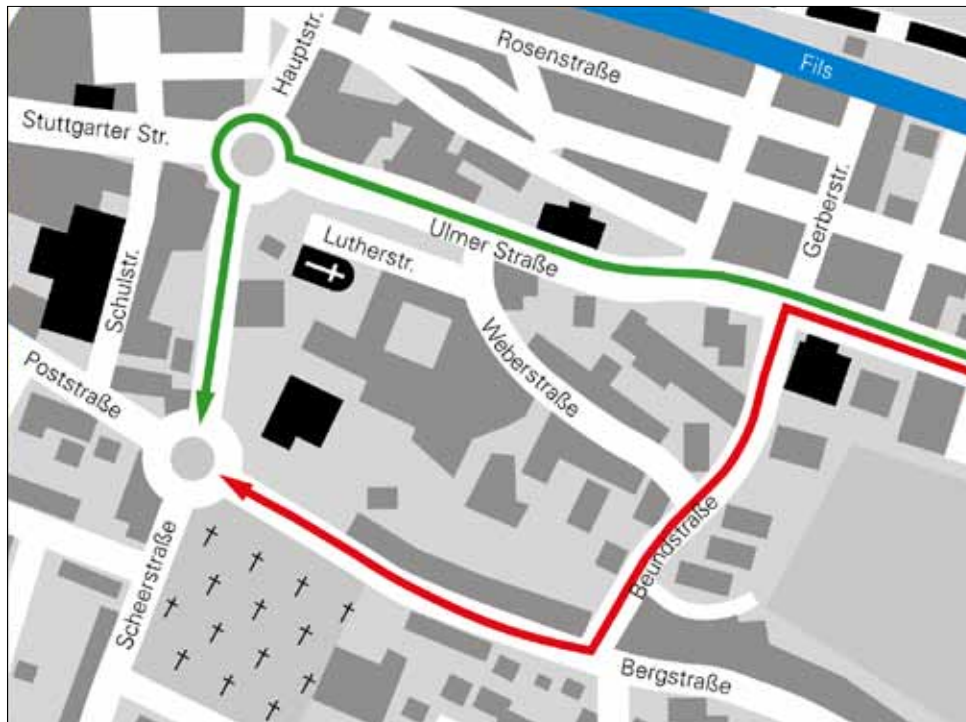 Hauptstr.
Rosenstraße
Fils
Stuttgarter Str.
Gerberstr.
Ulmer Straße
Lutherstr.
Schulstr.
Weberstraße
Poststraße
Beundstraße
Scheerstraße
Bergstraße